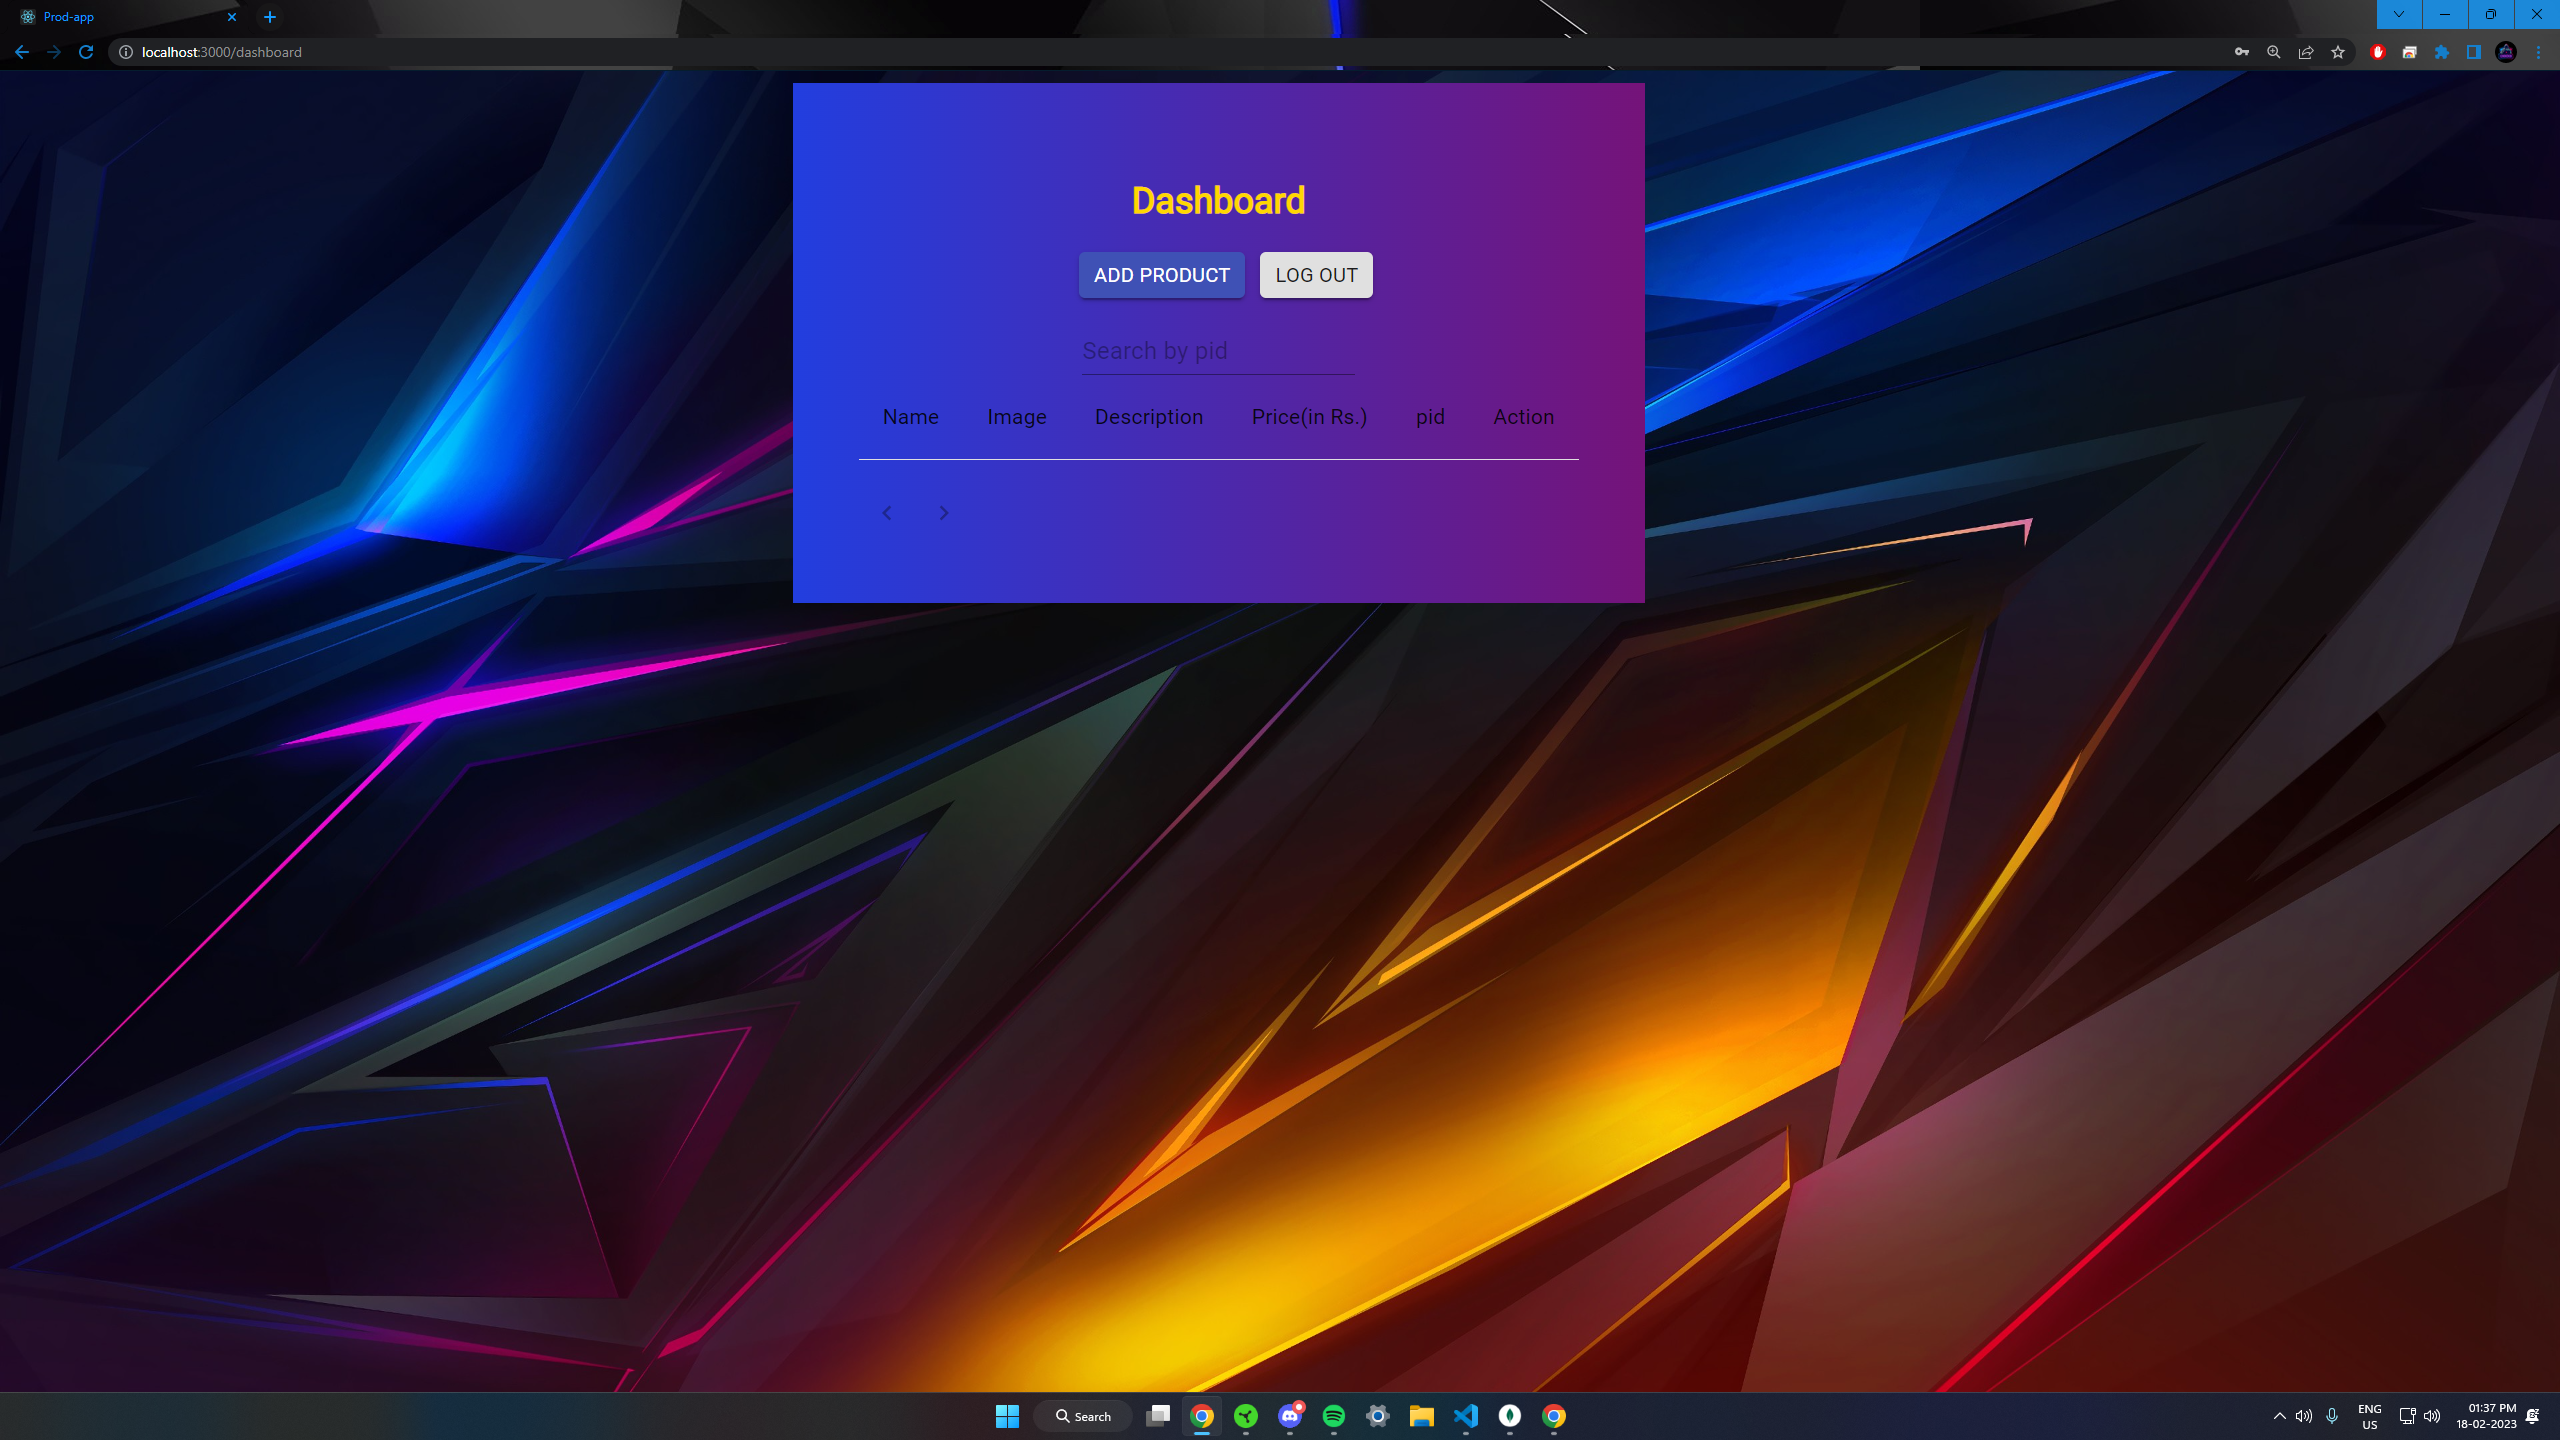 Prod-app
localhost:3000/dashboard
Dashboard
ADD PRODUCT LOG OUT
Search by pid
Name Image Description Price(in Rs.) pid Action
Search
ENG
US
01:37 PM
18-02-2023